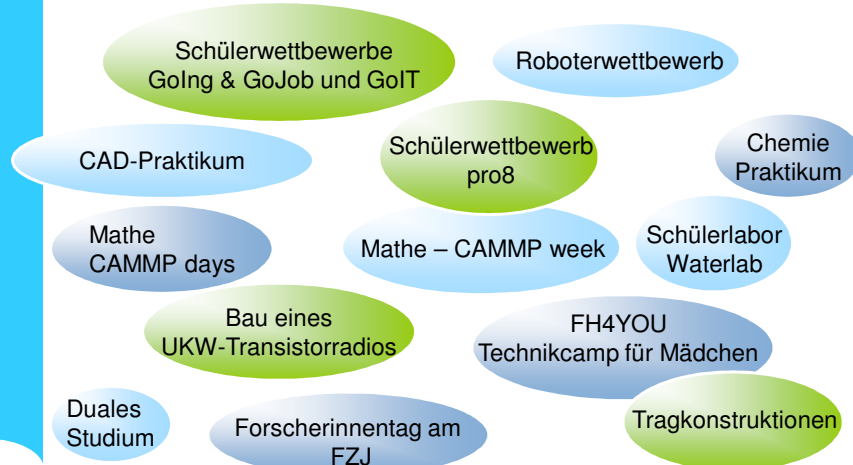 Schülerwettbewerbe
GoIng & GoJob und GoIT
Roboterwettbewerb
CAD-Praktikum
Schülerwettbewerb
pro8
Chemie
Praktikum
Mathe
CAMMP days
Mathe – CAMMP week
Schülerlabor
Waterlab
Bau eines
UKW-Transistorradios
FH4YOU
Technikcamp für Mädchen
Duales
Studium
Forscherinnentag am
FZJ
Tragkonstruktionen